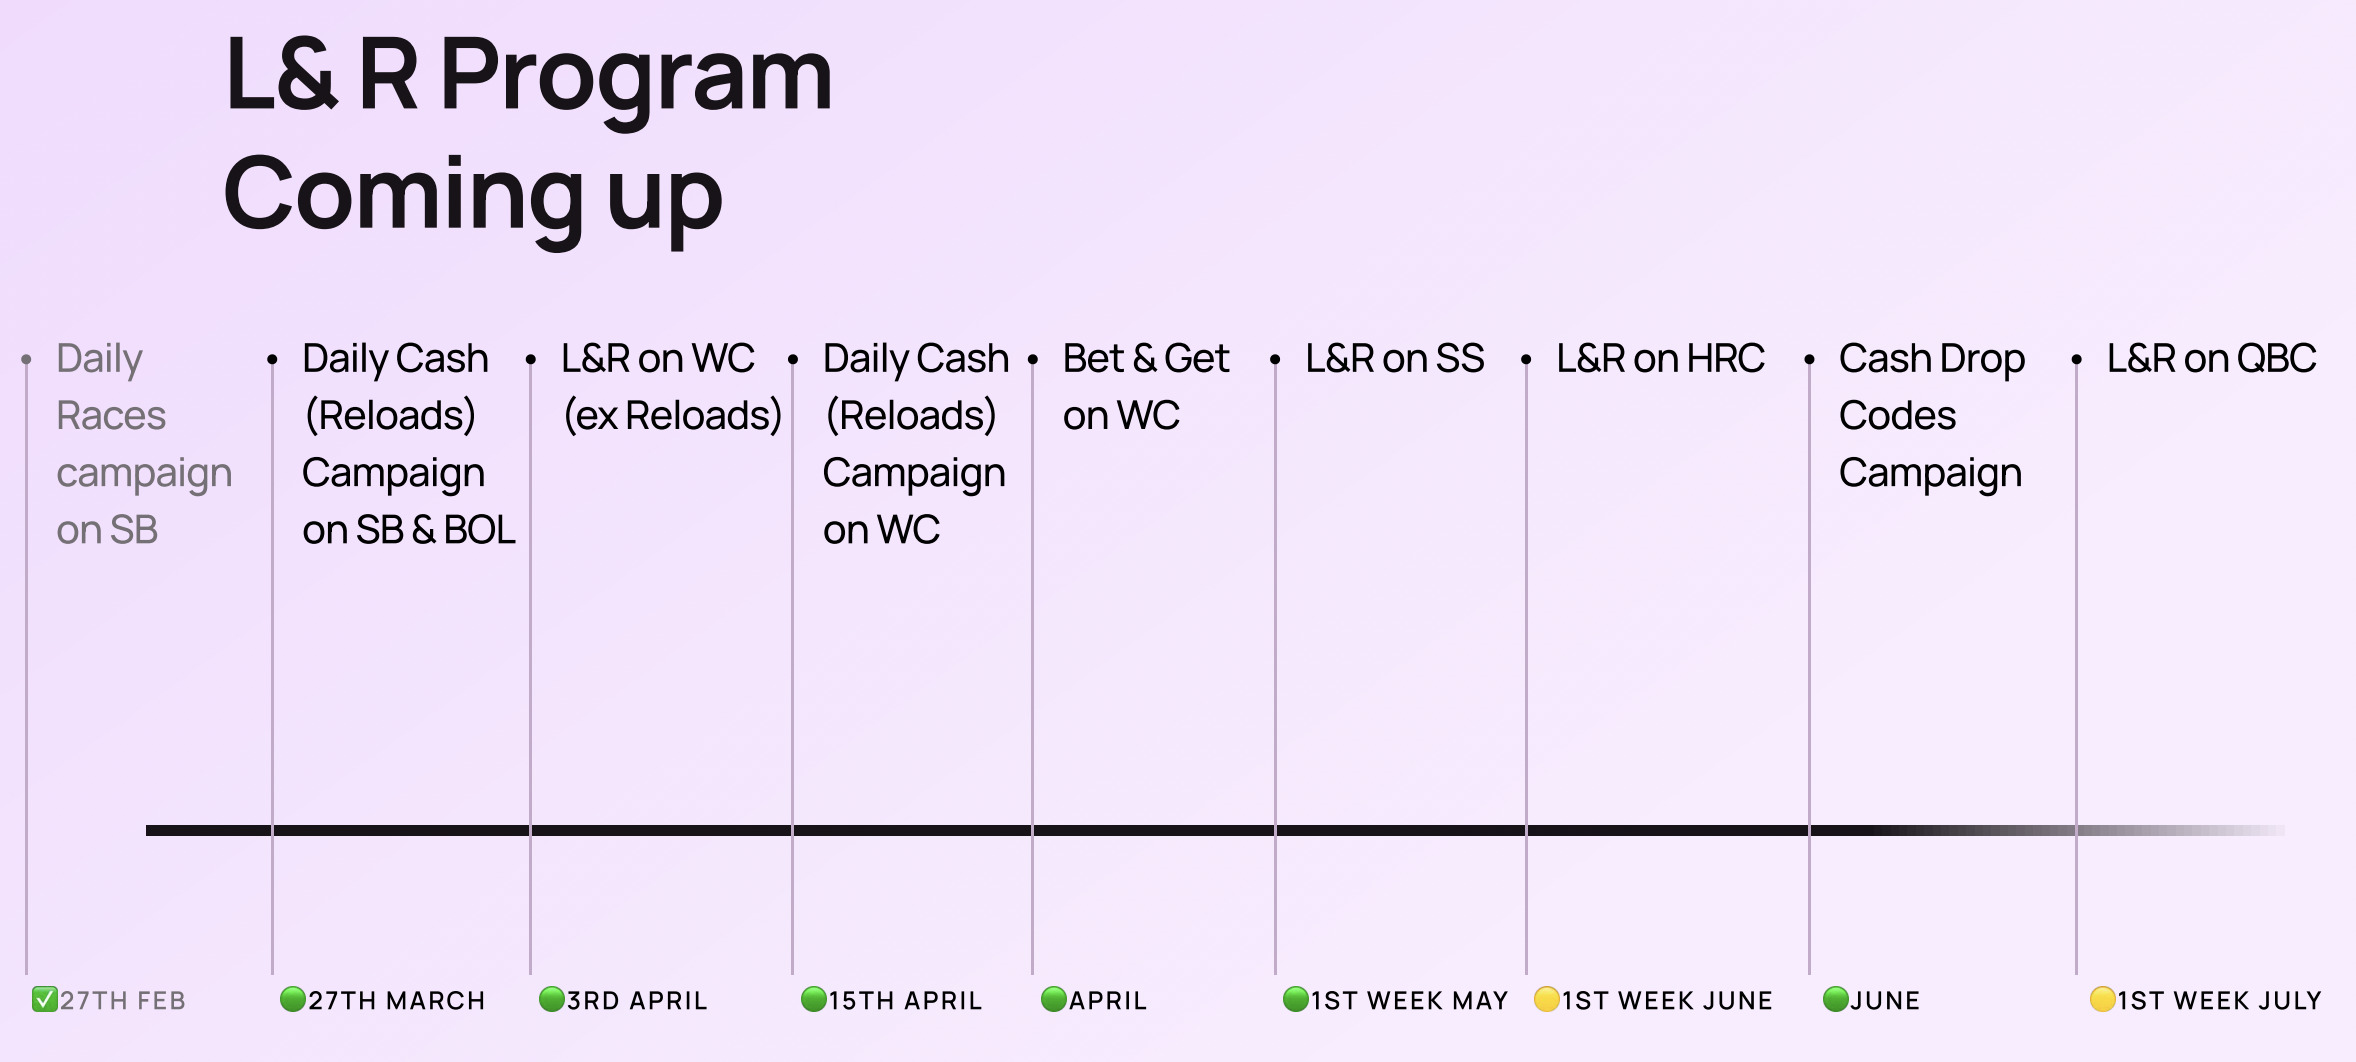 L& R Program
Coming up
Daily
Races
campaign
on SB
Daily Cash
(Reloads)
Campaign
on SB & BOL
L&R on WC
(ex Reloads)
Daily Cash
(Reloads)
Campaign
on WC
Bet & Get
on WC
L&R on SS
L&R on HRC
Cash Drop
Codes
Campaign
L&R on QBC
✅27TH FEB
🟢27TH MARCH
🟢3RD APRIL
🟢15TH APRIL
🟢APRIL
🟢1ST WEEK MAY
🟡1ST WEEK JUNE
🟢JUNE
🟡1ST WEEK JULY